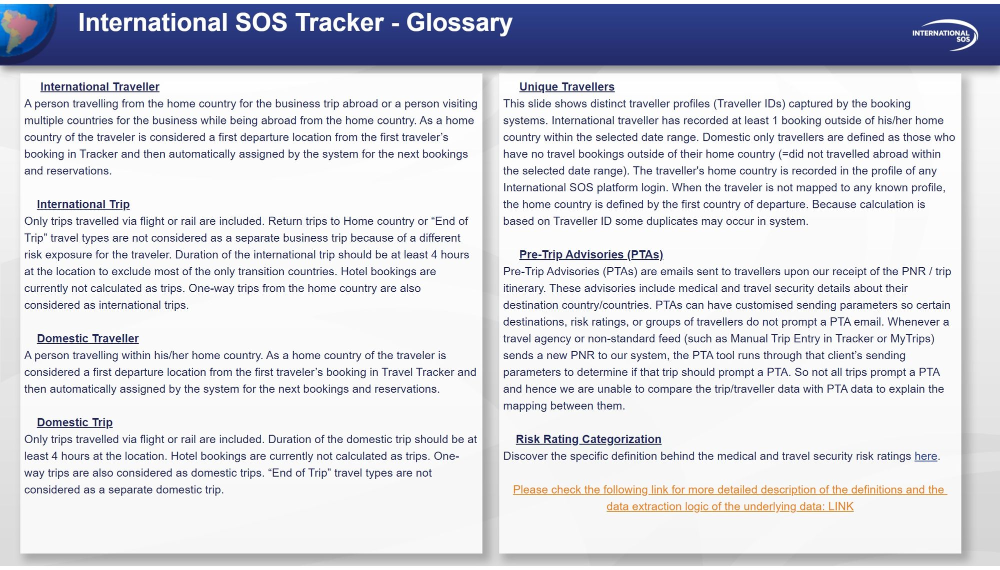 International SOS Tracker - Glossary
INTERNATIONAL
SOS
International Traveller
A person travelling from the home country for the business trip abroad or a person visiting
multiple countries for the business while being abroad from the home country. As a home
country of the traveler is considered a first departure location from the first traveler’s
booking in Tracker and then automatically assigned by the system for the next bookings
and reservations.
International Trip
Only trips travelled via flight or rail are included. Return trips to Home country or “End of
Trip” travel types are not considered as a separate business trip because of a different
risk exposure for the traveler. Duration of the international trip should be at least 4 hours
at the location to exclude most of the only transition countries. Hotel bookings are
currently not calculated as trips. One-way trips from the home country are also
considered as international trips.
Domestic Traveller
A person travelling within his/her home country. As a home country of the traveler is
considered a first departure location from the first traveler’s booking in Travel Tracker and
then automatically assigned by the system for the next bookings and reservations.
Domestic Trip
Only trips travelled via flight or rail are included. Duration of the domestic trip should be at
least 4 hours at the location. Hotel bookings are currently not calculated as trips. One-
way trips are also considered as domestic trips. “End of Trip” travel types are not
considered as a separate domestic trip.
Unique Travellers
This slide shows distinct traveller profiles (Traveller IDs) captured by the booking
systems. International traveller has recorded at least 1 booking outside of his/her home
country within the selected date range. Domestic only travellers are defined as those who
have no travel bookings outside of their home country (=did not travelled abroad within
the selected date range). The traveller's home country is recorded in the profile of any
International SOS platform login. When the traveler is not mapped to any known profile,
the home country is defined by the first country of departure. Because calculation is
based on Traveller ID some duplicates may occur in system.
Pre-Trip Advisories (PTAs)
Pre-Trip Advisories (PTAs) are emails sent to travellers upon our receipt of the PNR / trip
itinerary. These advisories include medical and travel security details about their
destination country/countries. PTAs can have customised sending parameters so certain
destinations, risk ratings, or groups of travellers do not prompt a PTA email. Whenever a
travel agency or non-standard feed (such as Manual Trip Entry in Tracker or MyTrips)
sends a new PNR to our system, the PTA tool runs through that client’s sending
parameters to determine if that trip should prompt a PTA. So not all trips prompt a PTA
and hence we are unable to compare the trip/traveller data with PTA data to explain the
mapping between them.
Risk Rating Categorization
Discover the specific definition behind the medical and travel security risk ratings here.
Please check the following link for more detailed description of the definitions and the
data extraction logic of the underlying data: LINK